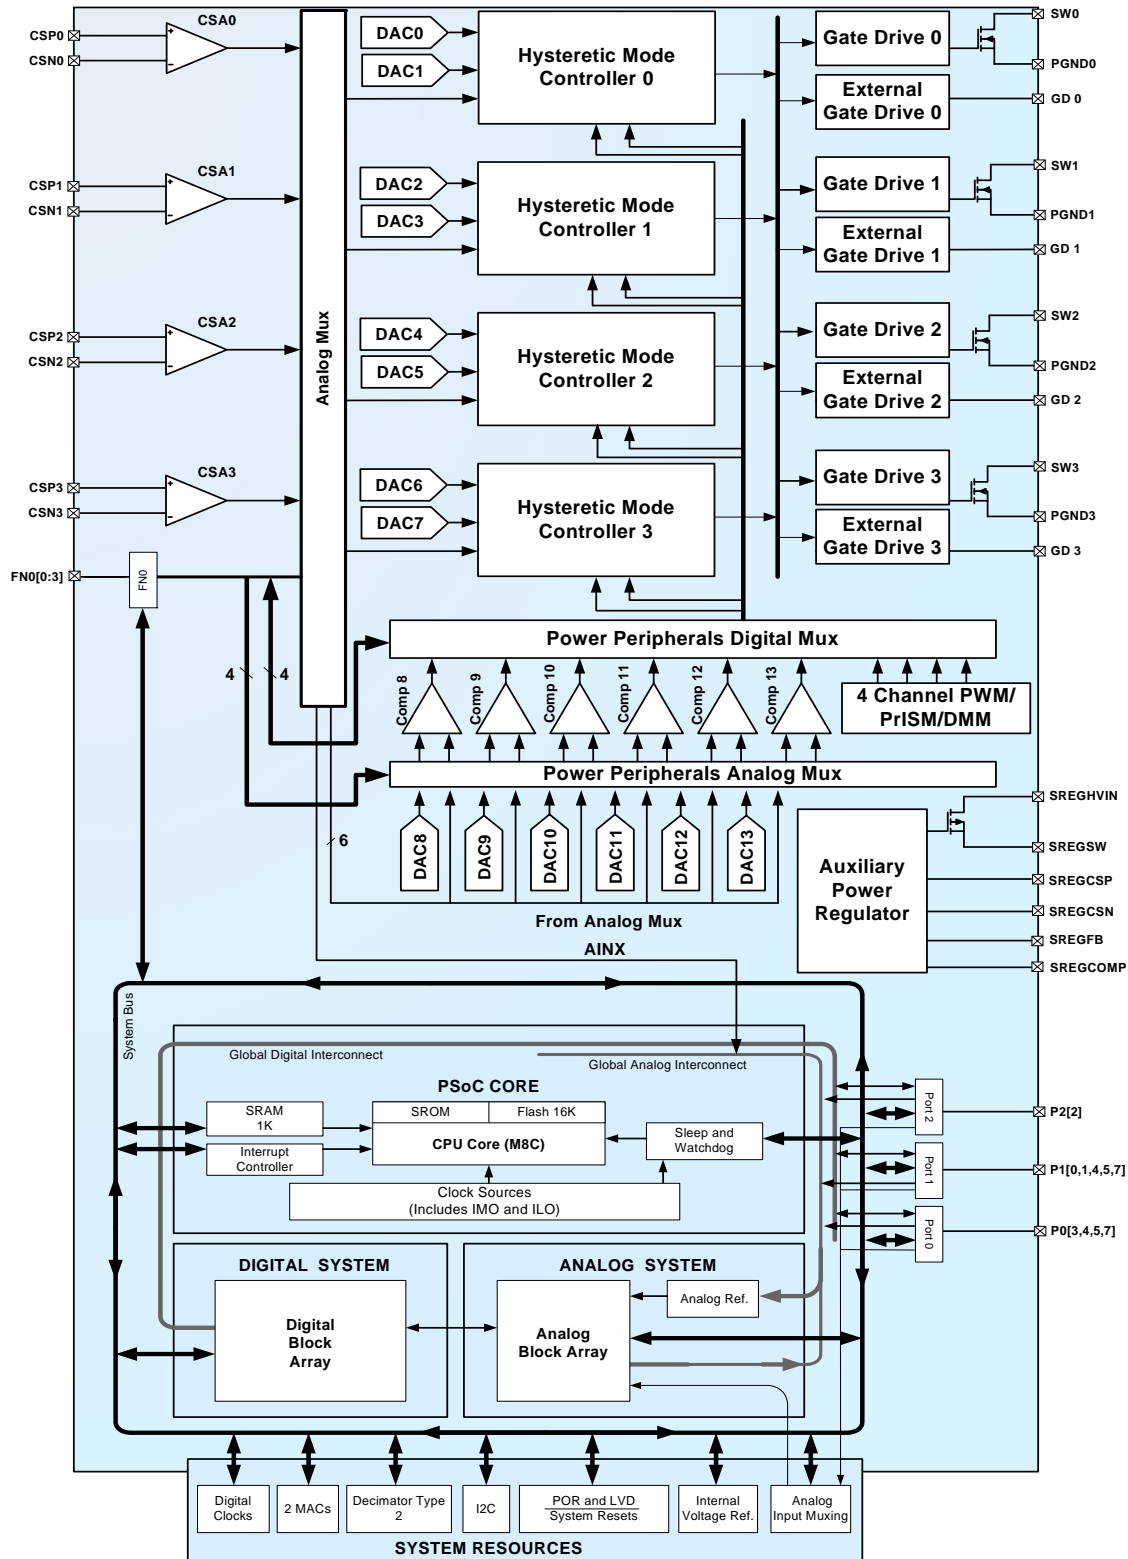 CSP0
CSN0
CSA0
+
−
CSP1
CSN1
CSA1
+
−
CSP2
CSN2
CSA2
+
−
CSP3
CSN3
CSA3
+
−
FN0[0:3]
FN0
4
4
Analog Mux
DAC0
DAC1
Hysteretic Mode
Controller 0
DAC2
DAC3
Hysteretic Mode
Controller 1
DAC4
DAC5
Hysteretic Mode
Controller 2
DAC6
DAC7
Hysteretic Mode
Controller 3
Gate Drive 0
External
Gate Drive 0
Gate Drive 1
External
Gate Drive 1
Gate Drive 2
External
Gate Drive 2
Gate Drive 3
External
Gate Drive 3
SW0
PGND0
GD 0
SW1
PGND1
GD 1
SW2
PGND2
GD 2
SW3
PGND3
GD 3
Power Peripherals Digital Mux
Comp 8
Comp 9
Comp 10
Comp 11
Comp 12
Comp 13
4 Channel PWM/
PrISM/DMM
Power Peripherals Analog Mux
6
DAC8
DAC9
DAC10
DAC11
DAC12
DAC13
From Analog Mux
AINX
Auxiliary
Power
Regulator
SREGHVIN
SREGSW
SREGCSP
SREGCSN
SREGFB
SREGCOMP
System Bus
Global Digital Interconnect
Global Analog Interconnect
PSoC CORE
SRAM
1K
SROM
Flash 16K
CPU Core (M8C)
Interrupt
Controller
Sleep and
Watchdog
Clock Sources
(Includes IMO and ILO)
Port 2
P2[2]
Port 1
P1[0,1,4,5,7]
Port 0
P0[3,4,5,7]
DIGITAL SYSTEM
Digital
Block
Array
ANALOG SYSTEM
Analog
Block Array
Analog Ref.
Digital
Clocks
2 MACs
Decimator Type
2
I2C
POR and LVD
System Resets
Internal
Voltage Ref.
Analog
Input Muxing
SYSTEM RESOURCES